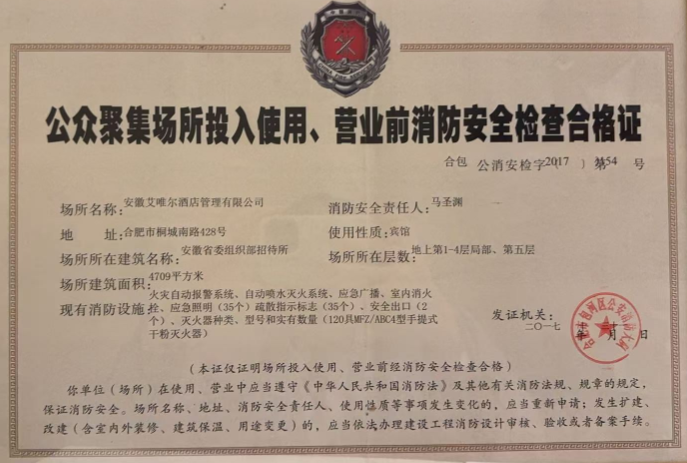 公众聚集场所投入使用、营业前消防安全检查合格证
合包 公消安检字〔2017〕第 54 号
场所名称：安徽艾唯尔酒店管理有限公司 消防安全责任人：马圣渊
地 址：合肥市桐城南路428号 使用性质：宾馆
场所所在建筑名称：安徽省委组织部招待所 场所所在层数：地上第1-4层局部、第五层
场所建筑面积：4709平方米
现有消防设施：火灾自动报警系统、自动喷水灭火系统、应急广播、室内消火
栓、应急照明（35个）疏散指示标志（35个）、安全出口（2
个）、灭火器种类、型号和实有数量（120具MFZ/ABC4型手提式
干粉灭火器）
发证机关：
二〇一七 年 月 日
（本证仅证明场所投入使用、营业前经消防安全检查合格）
你单位（场所）在使用、营业中应当遵守《中华人民共和国消防法》及其他有关消防法规、规章的规定，
保证消防安全。场所名称、地址、消防安全责任人、使用性质等事项发生变化的，应当重新申请；发生扩建、
改建（含室内外装修、建筑保温、用途变更）的，应当依法办理建设工程消防设计审核、验收或者备案手续。